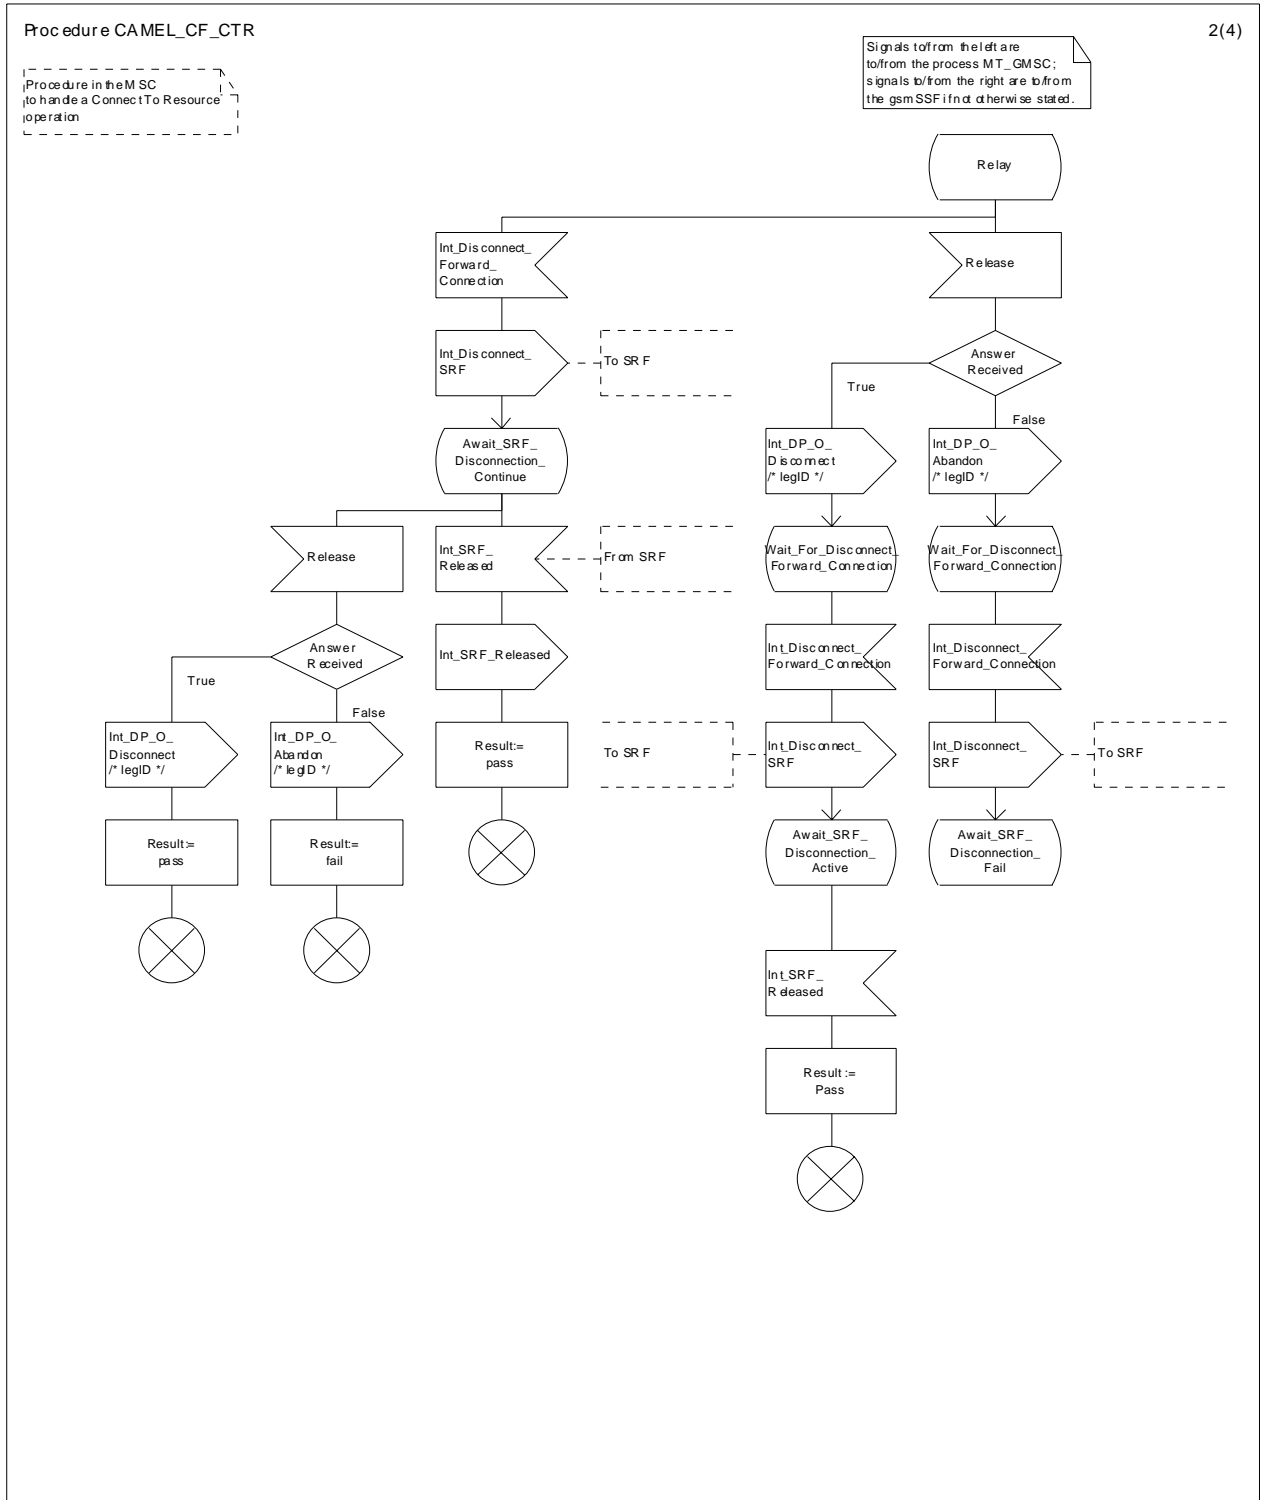 Procedure CAMEL_CF_CTR
2(4)
Procedure in the MSC
to handle a Connect To Resource
operation
Signals to/from the left are
to/from the process MT_GMSC;
signals to/from the right are to/from
the gsmSSF if not otherwise stated.
Relay
Int_Disconnect_
Forward_
Connection
Release
Int_Disconnect_
SRF
To SRF
Answer
Received
True
False
Await_SRF_
Disconnection_
Continue
Int_DP_O_
Disconnect
/* legID */
Int_DP_O_
Abandon
/* legID */
Release
Int_SRF_
Released
From SRF
Wait_For_Disconnect_
Forward_Connection
Wait_For_Disconnect_
Forward_Connection
Answer
Received
True
False
Int_SRF_Released
Int_Disconnect_
Forward_Connection
Int_Disconnect_
Forward_Connection
Int_DP_O_
Disconnect
/* legID */
Int_DP_O_
Abandon
/* legID */
Result:=
pass
To SRF
Int_Disconnect_
SRF
Int_Disconnect_
SRF
To SRF
Result:=
pass
Result:=
fail
Await_SRF_
Disconnection_
Active
Await_SRF_
Disconnection_
Fail
Int_SRF_
Released
Result:=
Pass